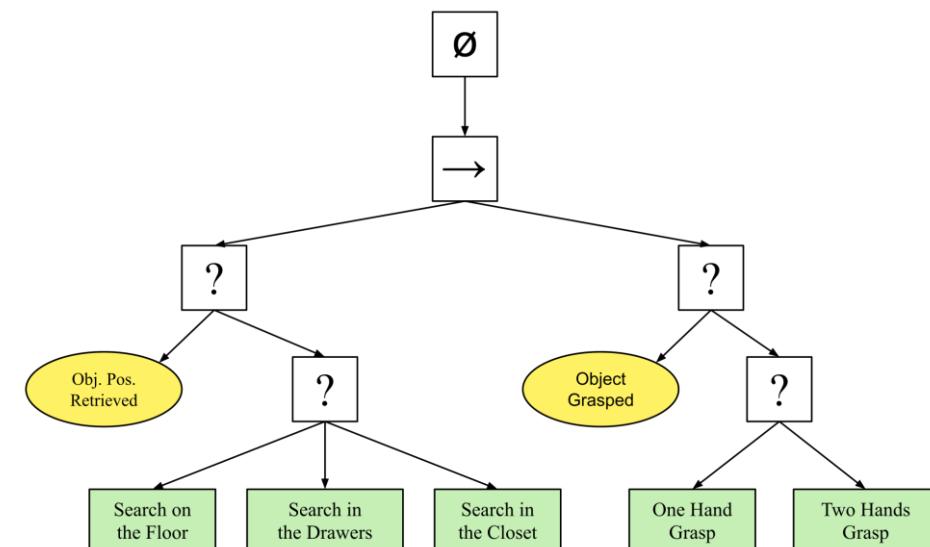 Ø
→
?
?
Obj. Pos.
Retrieved
?
Object
Grasped
?
Search on
the Floor
Search in
the Drawers
Search in
the Closet
One Hand
Grasp
Two Hands
Grasp